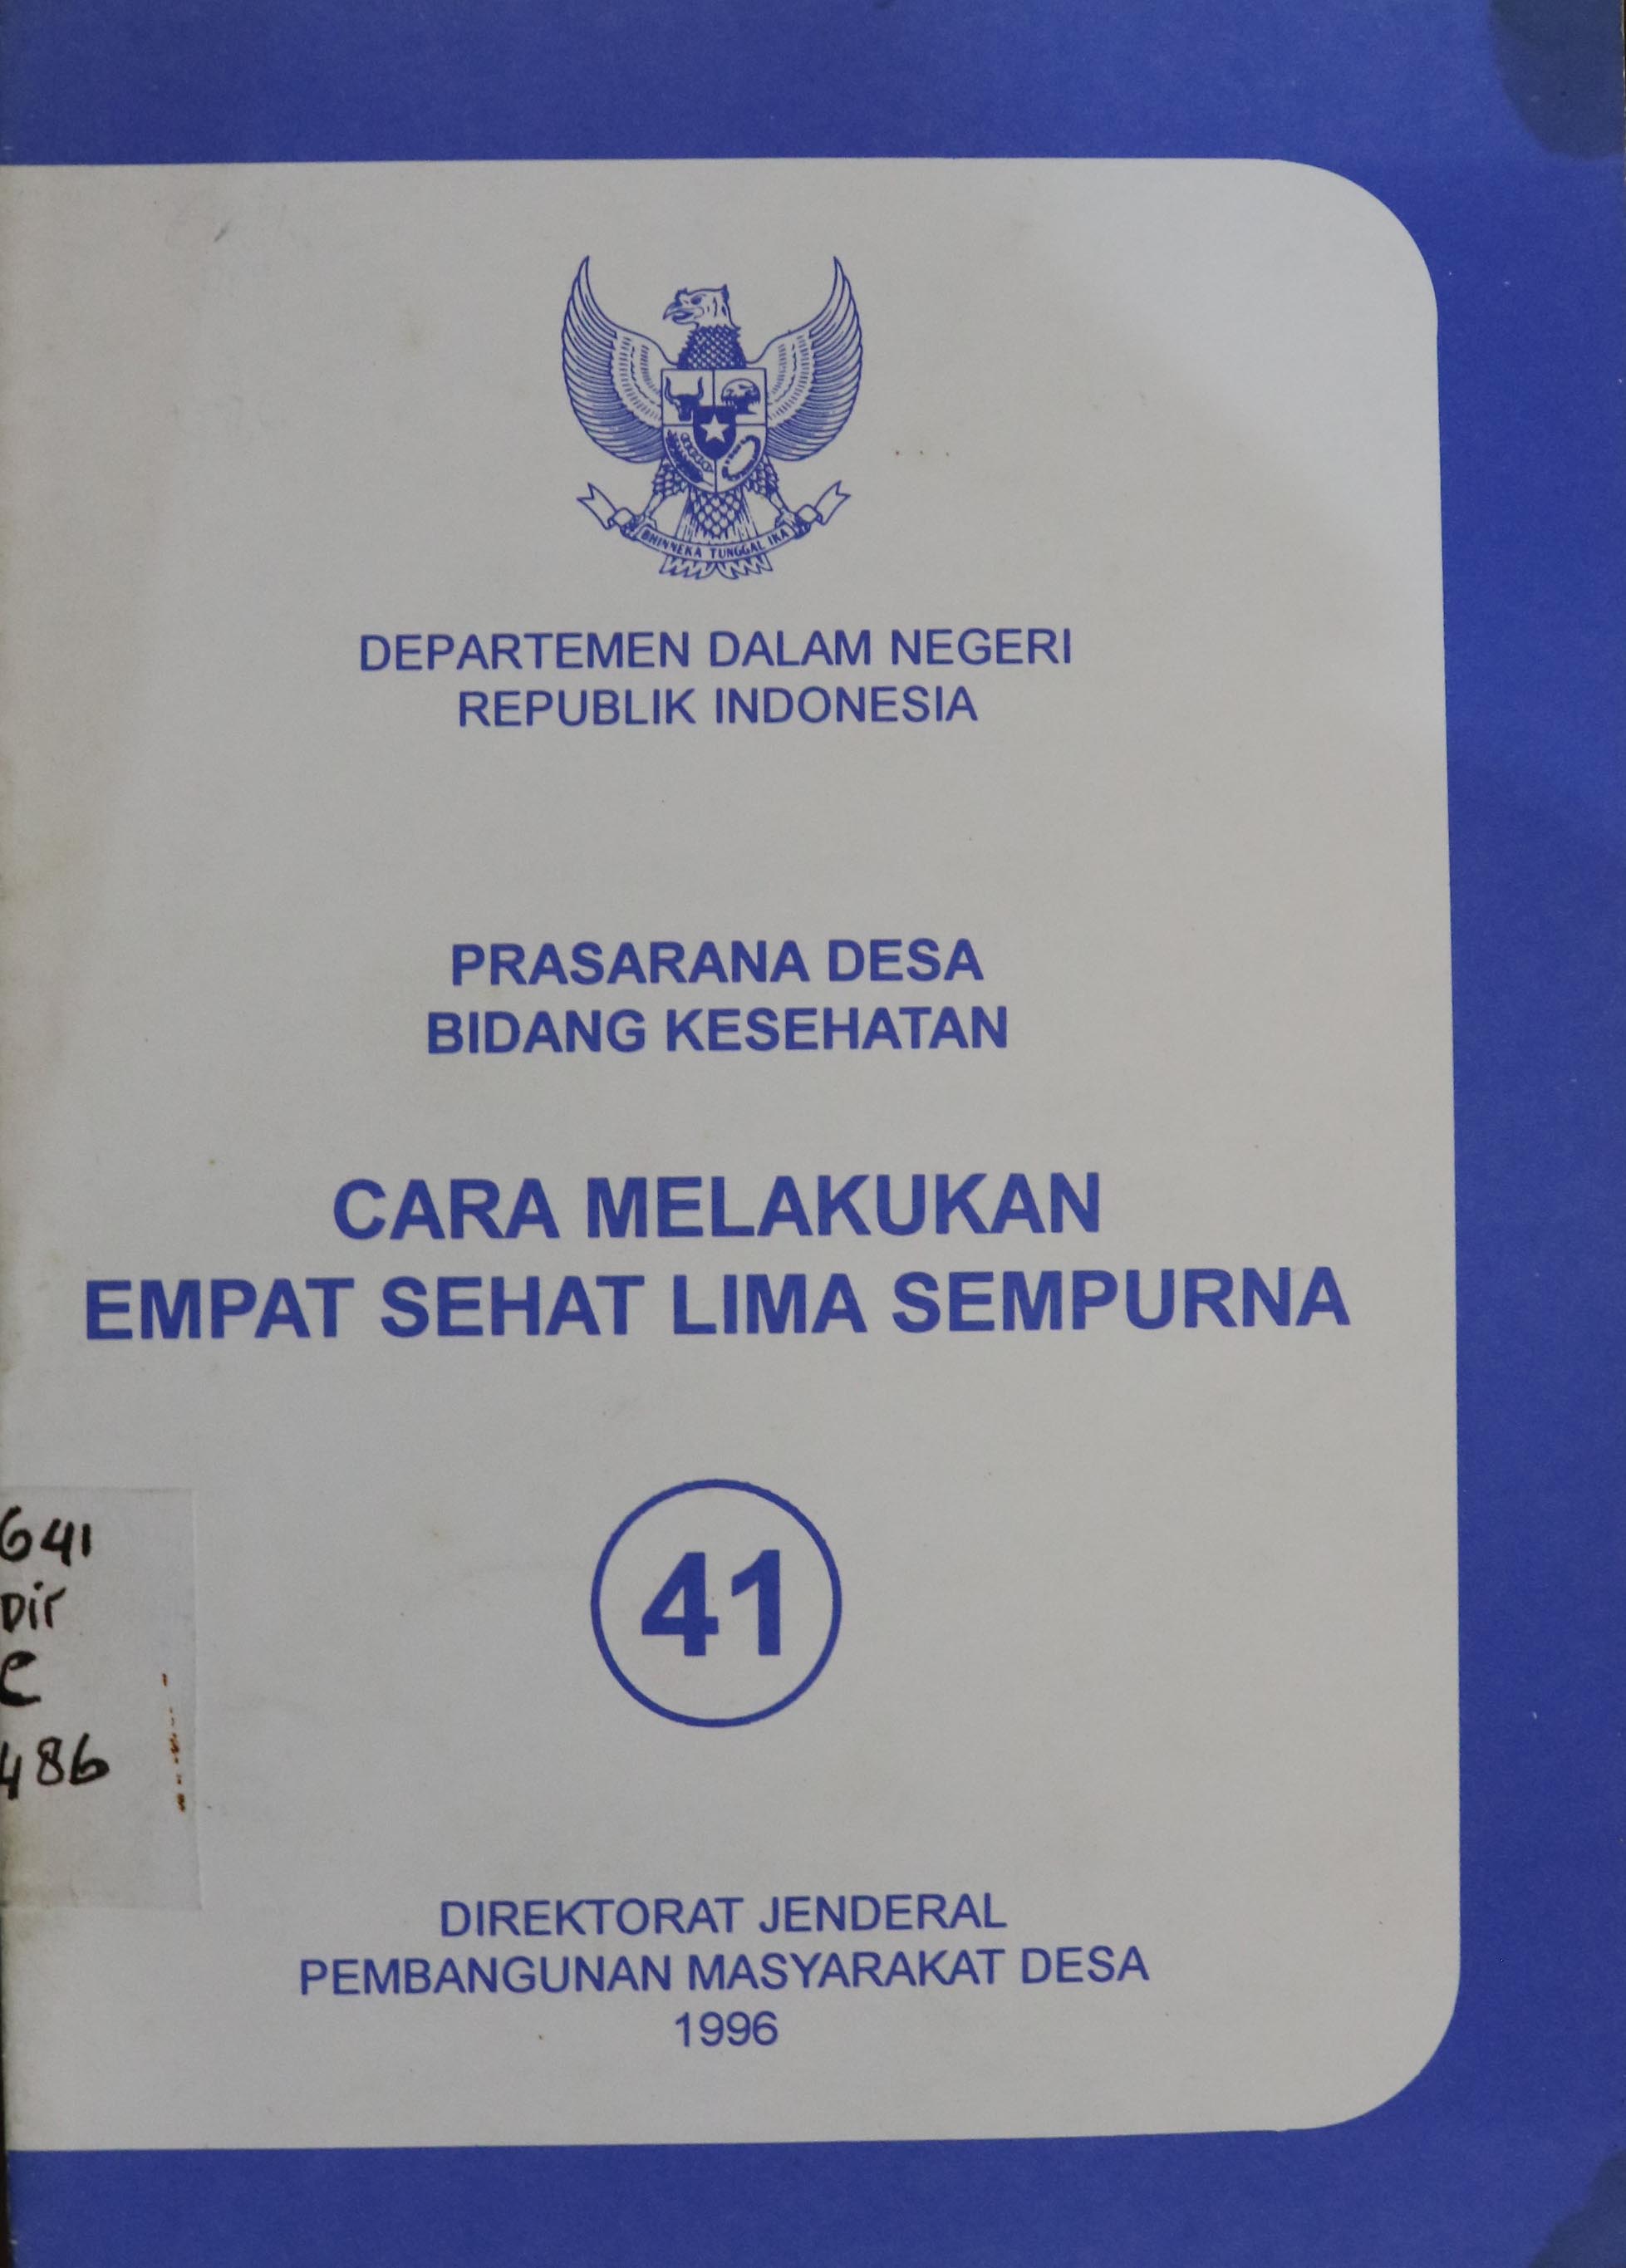 BHINNEKA TUNGGAL IKA
DEPARTEMEN DALAM NEGERI
REPUBLIK INDONESIA
PRASARANA DESA
BIDANG KESEHATAN
CARA MELAKUKAN
EMPAT SEHAT LIMA SEMPURNA
41
641
Dir
c
486
DIREKTORAT JENDERAL
PEMBANGUNAN MASYARAKAT DESA
1996